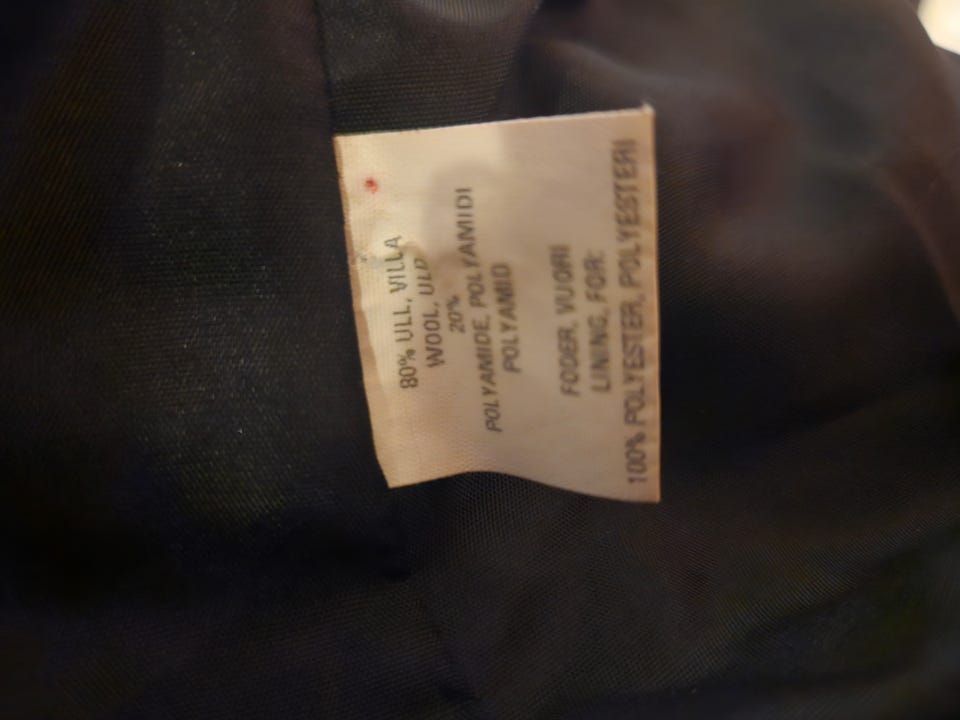 80% ULL, VILLA
WOOL, ULD
20%
POLYAMIDE, POLYAMIDI
POLYAMID
FODER, VUORI
LINING, FOR:
100% POLYESTER, POLYESTERI